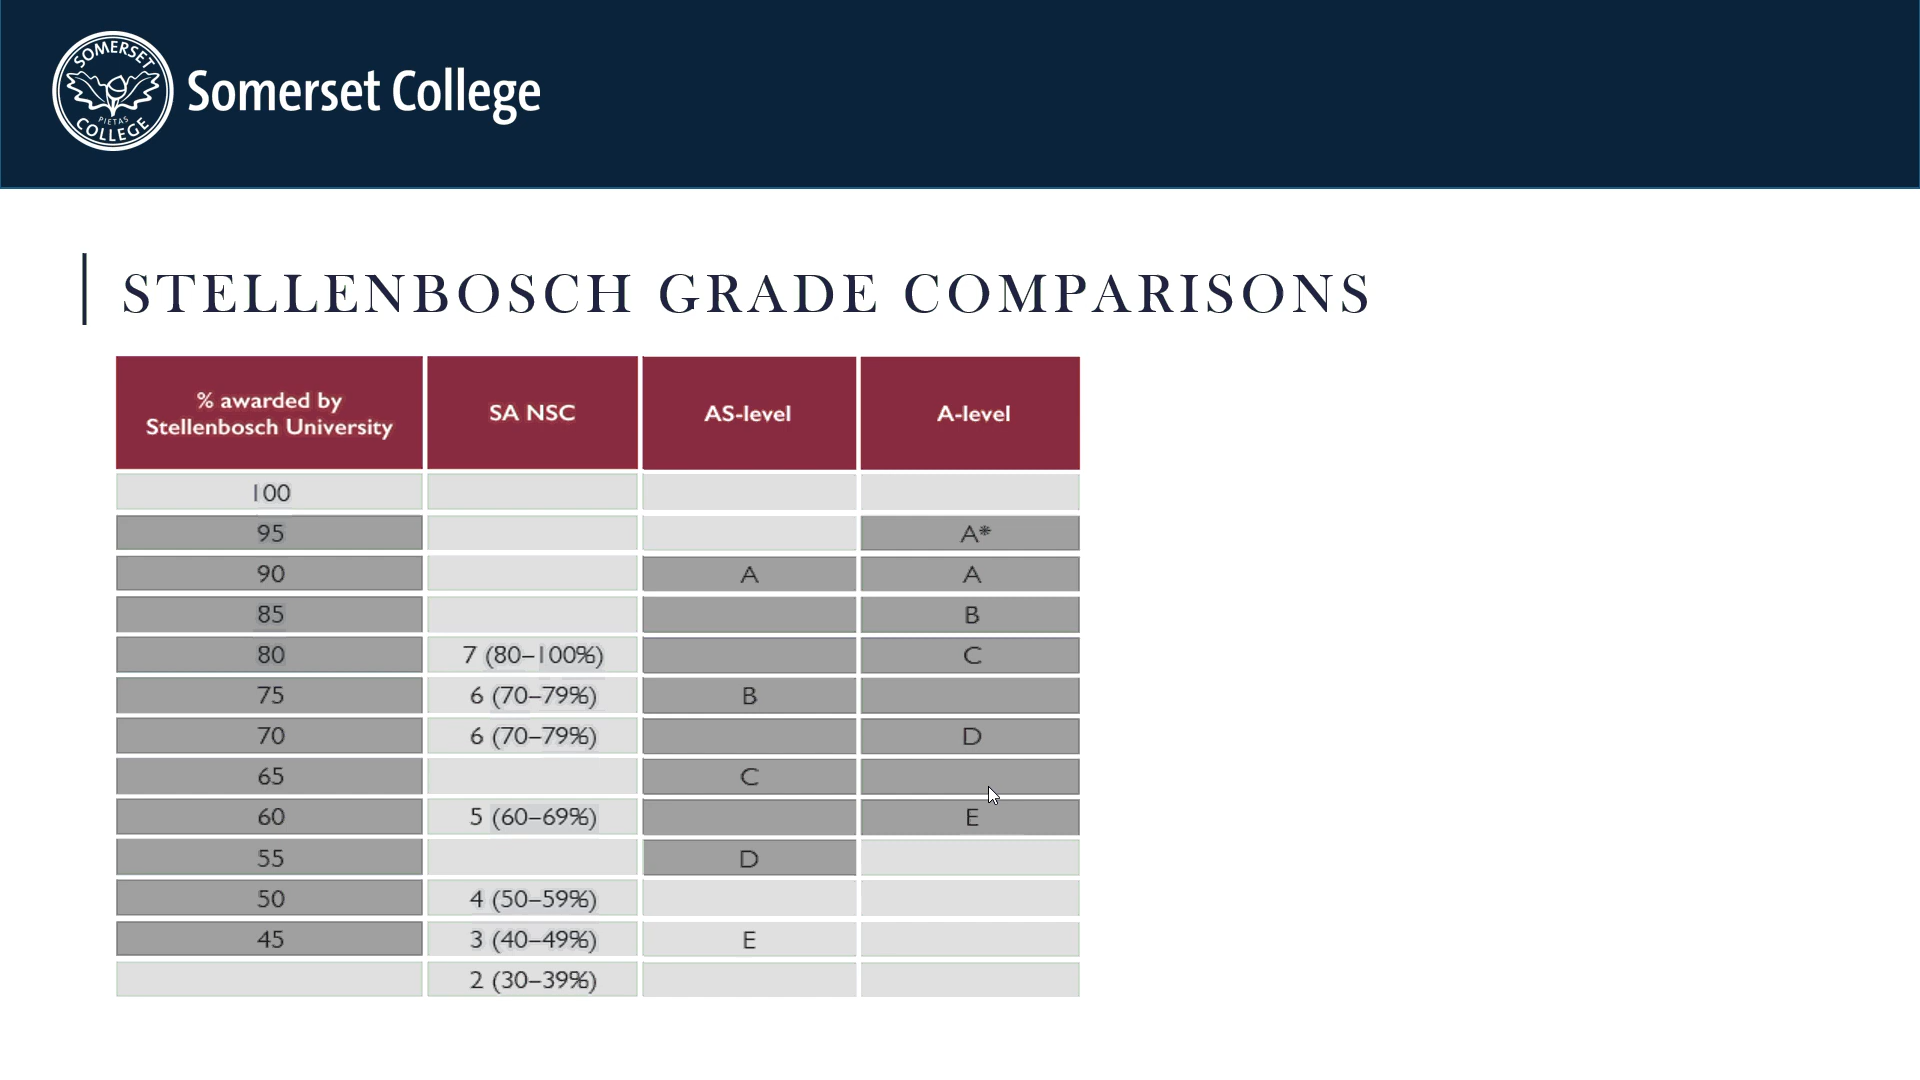 SOMERSET
PIETAS
COLLEGE
Somerset College
STELLENBOSCH GRADE COMPARISONS
% awarded by
Stellenbosch University
SA NSC
AS-level
A-level
100
95 A*
90 A A
85 B
80 7 (80–100%) C
75 6 (70–79%) B
70 6 (70–79%) D
65 C
60 5 (60–69%) E
55 D
50 4 (50–59%)
45 3 (40–49%) E
2 (30–39%)